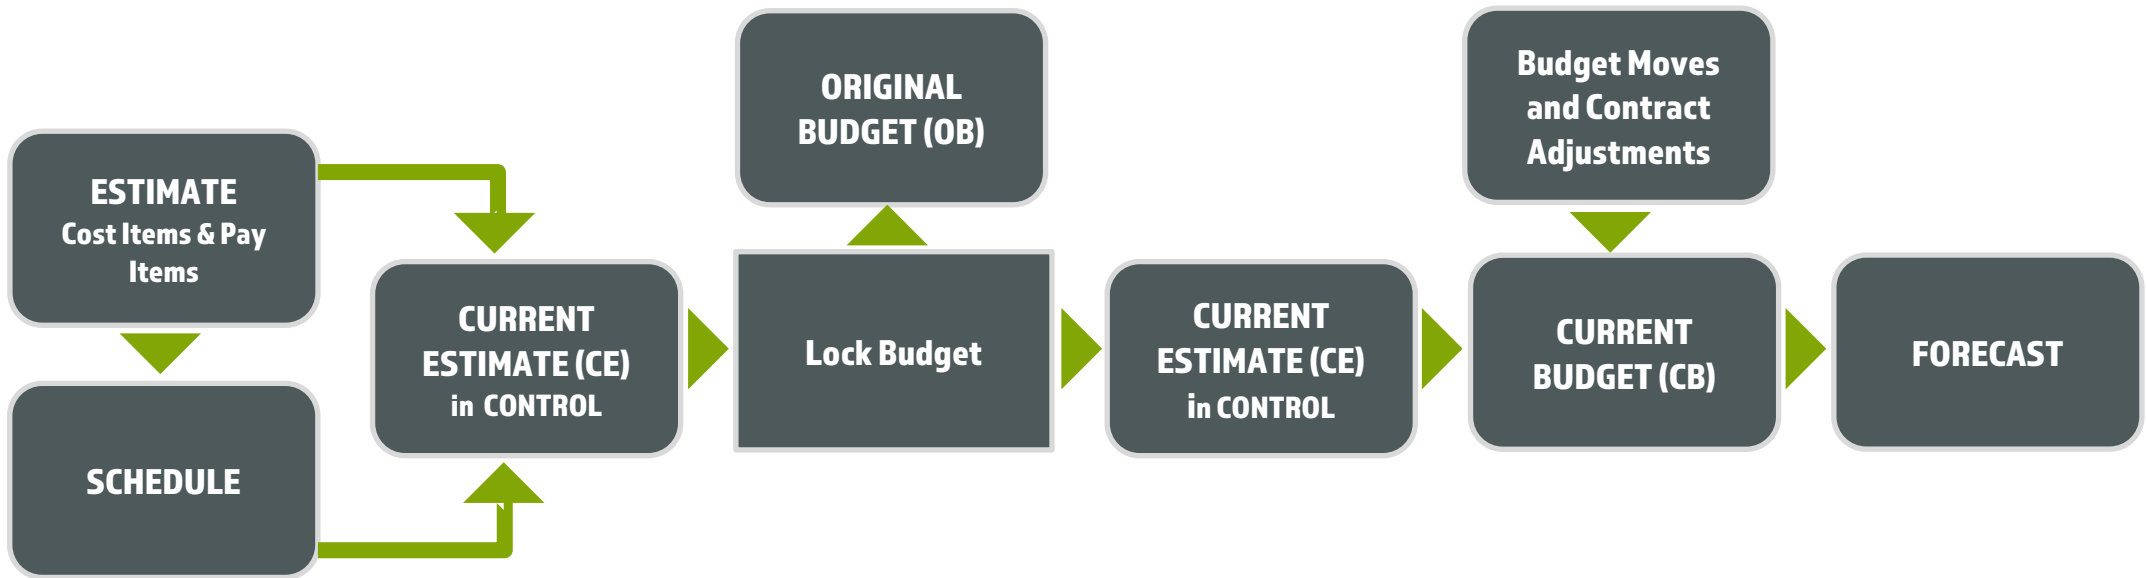 ESTIMATE
Cost Items & Pay
Items
SCHEDULE
CURRENT
ESTIMATE (CE)
in CONTROL
ORIGINAL
BUDGET (OB)
Lock Budget
CURRENT
ESTIMATE (CE)
in CONTROL
Budget Moves
and Contract
Adjustments
CURRENT
BUDGET (CB)
FORECAST